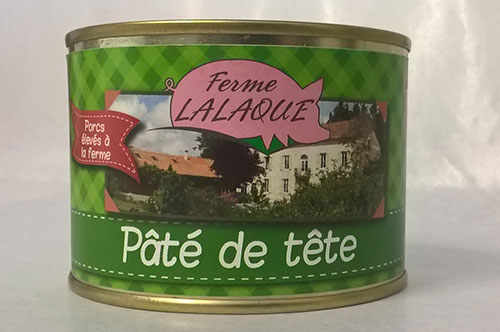 Ferme
LALAQUE
Porcs
élevés à
la ferme
Pâté de tête